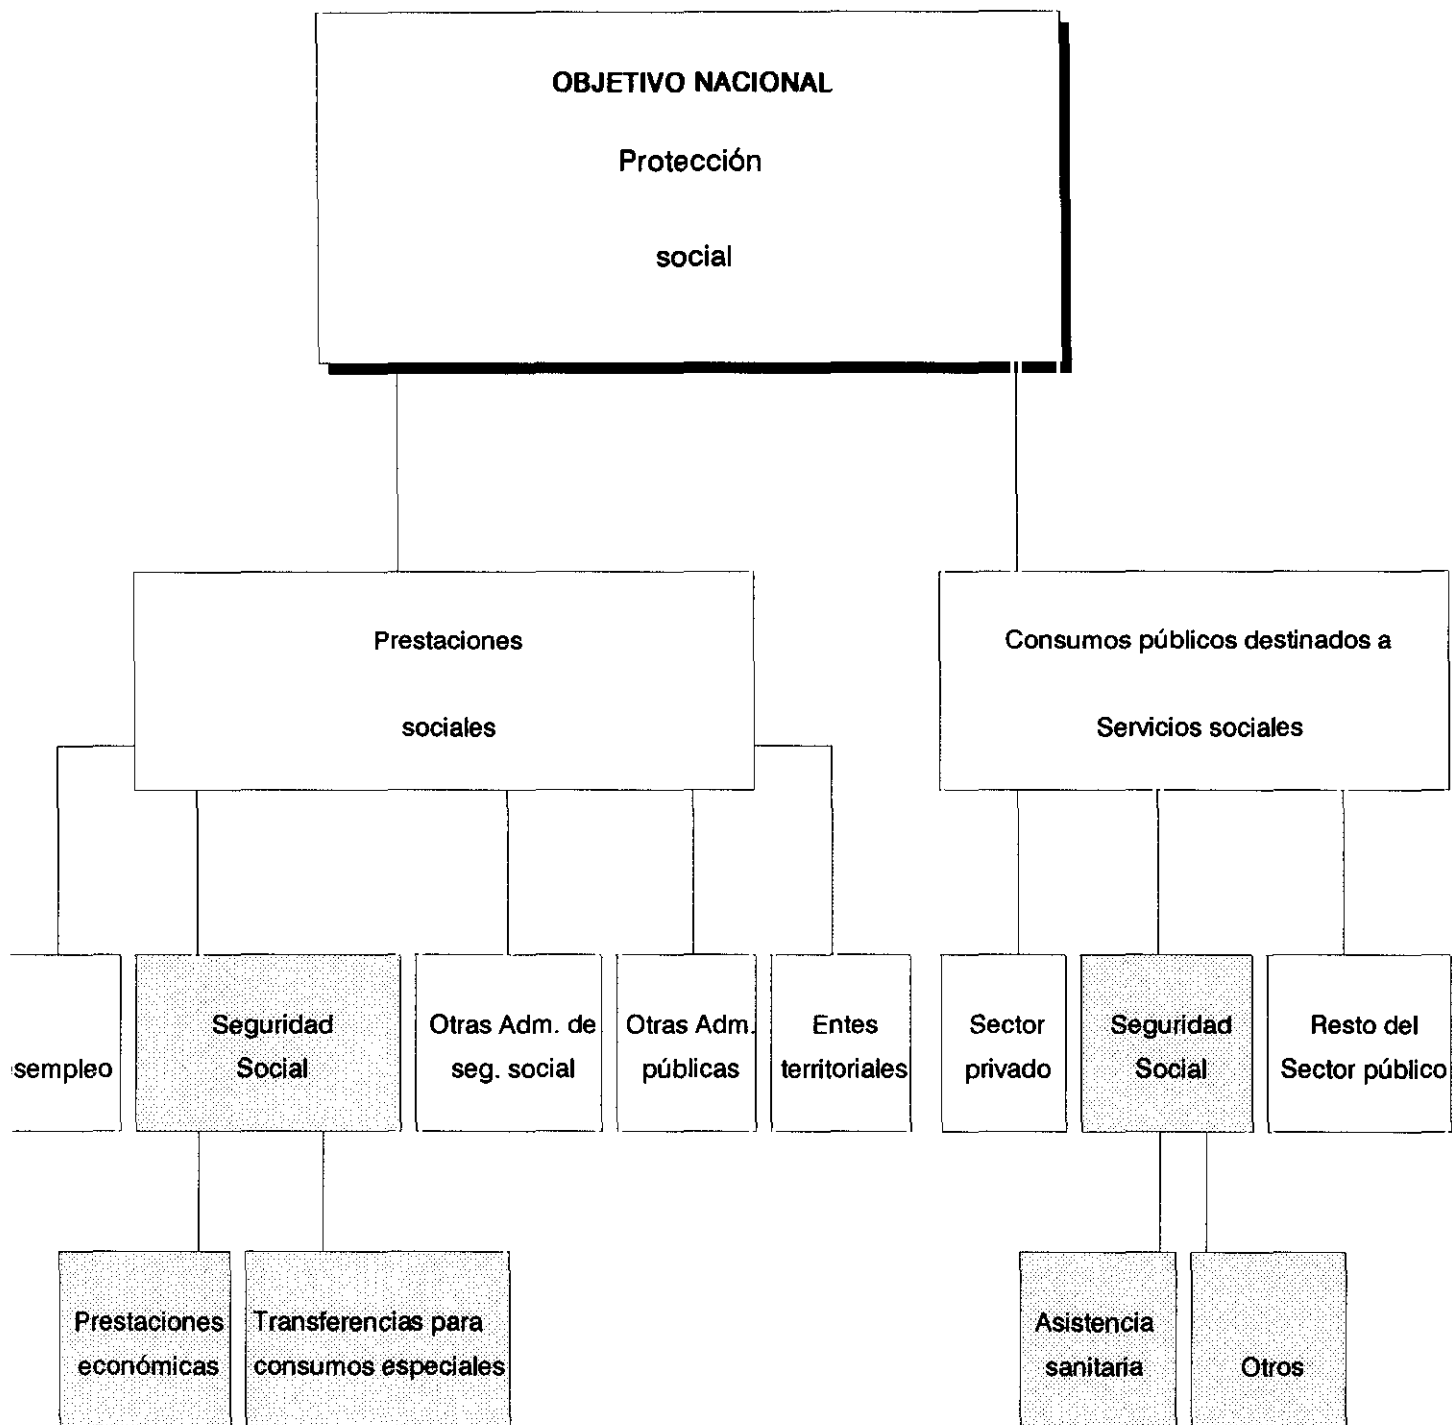 OBJETIVO NACIONAL
Protección
social
Prestaciones
sociales
Consumos públicos destinados a
Servicios sociales
sempleo
Seguridad
Social
Otras Adm. de
seg. social
Otras Adm.
públicas
Entes
territoriales
Sector
privado
Seguridad
Social
Resto del
Sector público
Prestaciones
económicas
Transferencias para
consumos especiales
Asistencia
sanitaria
Otros